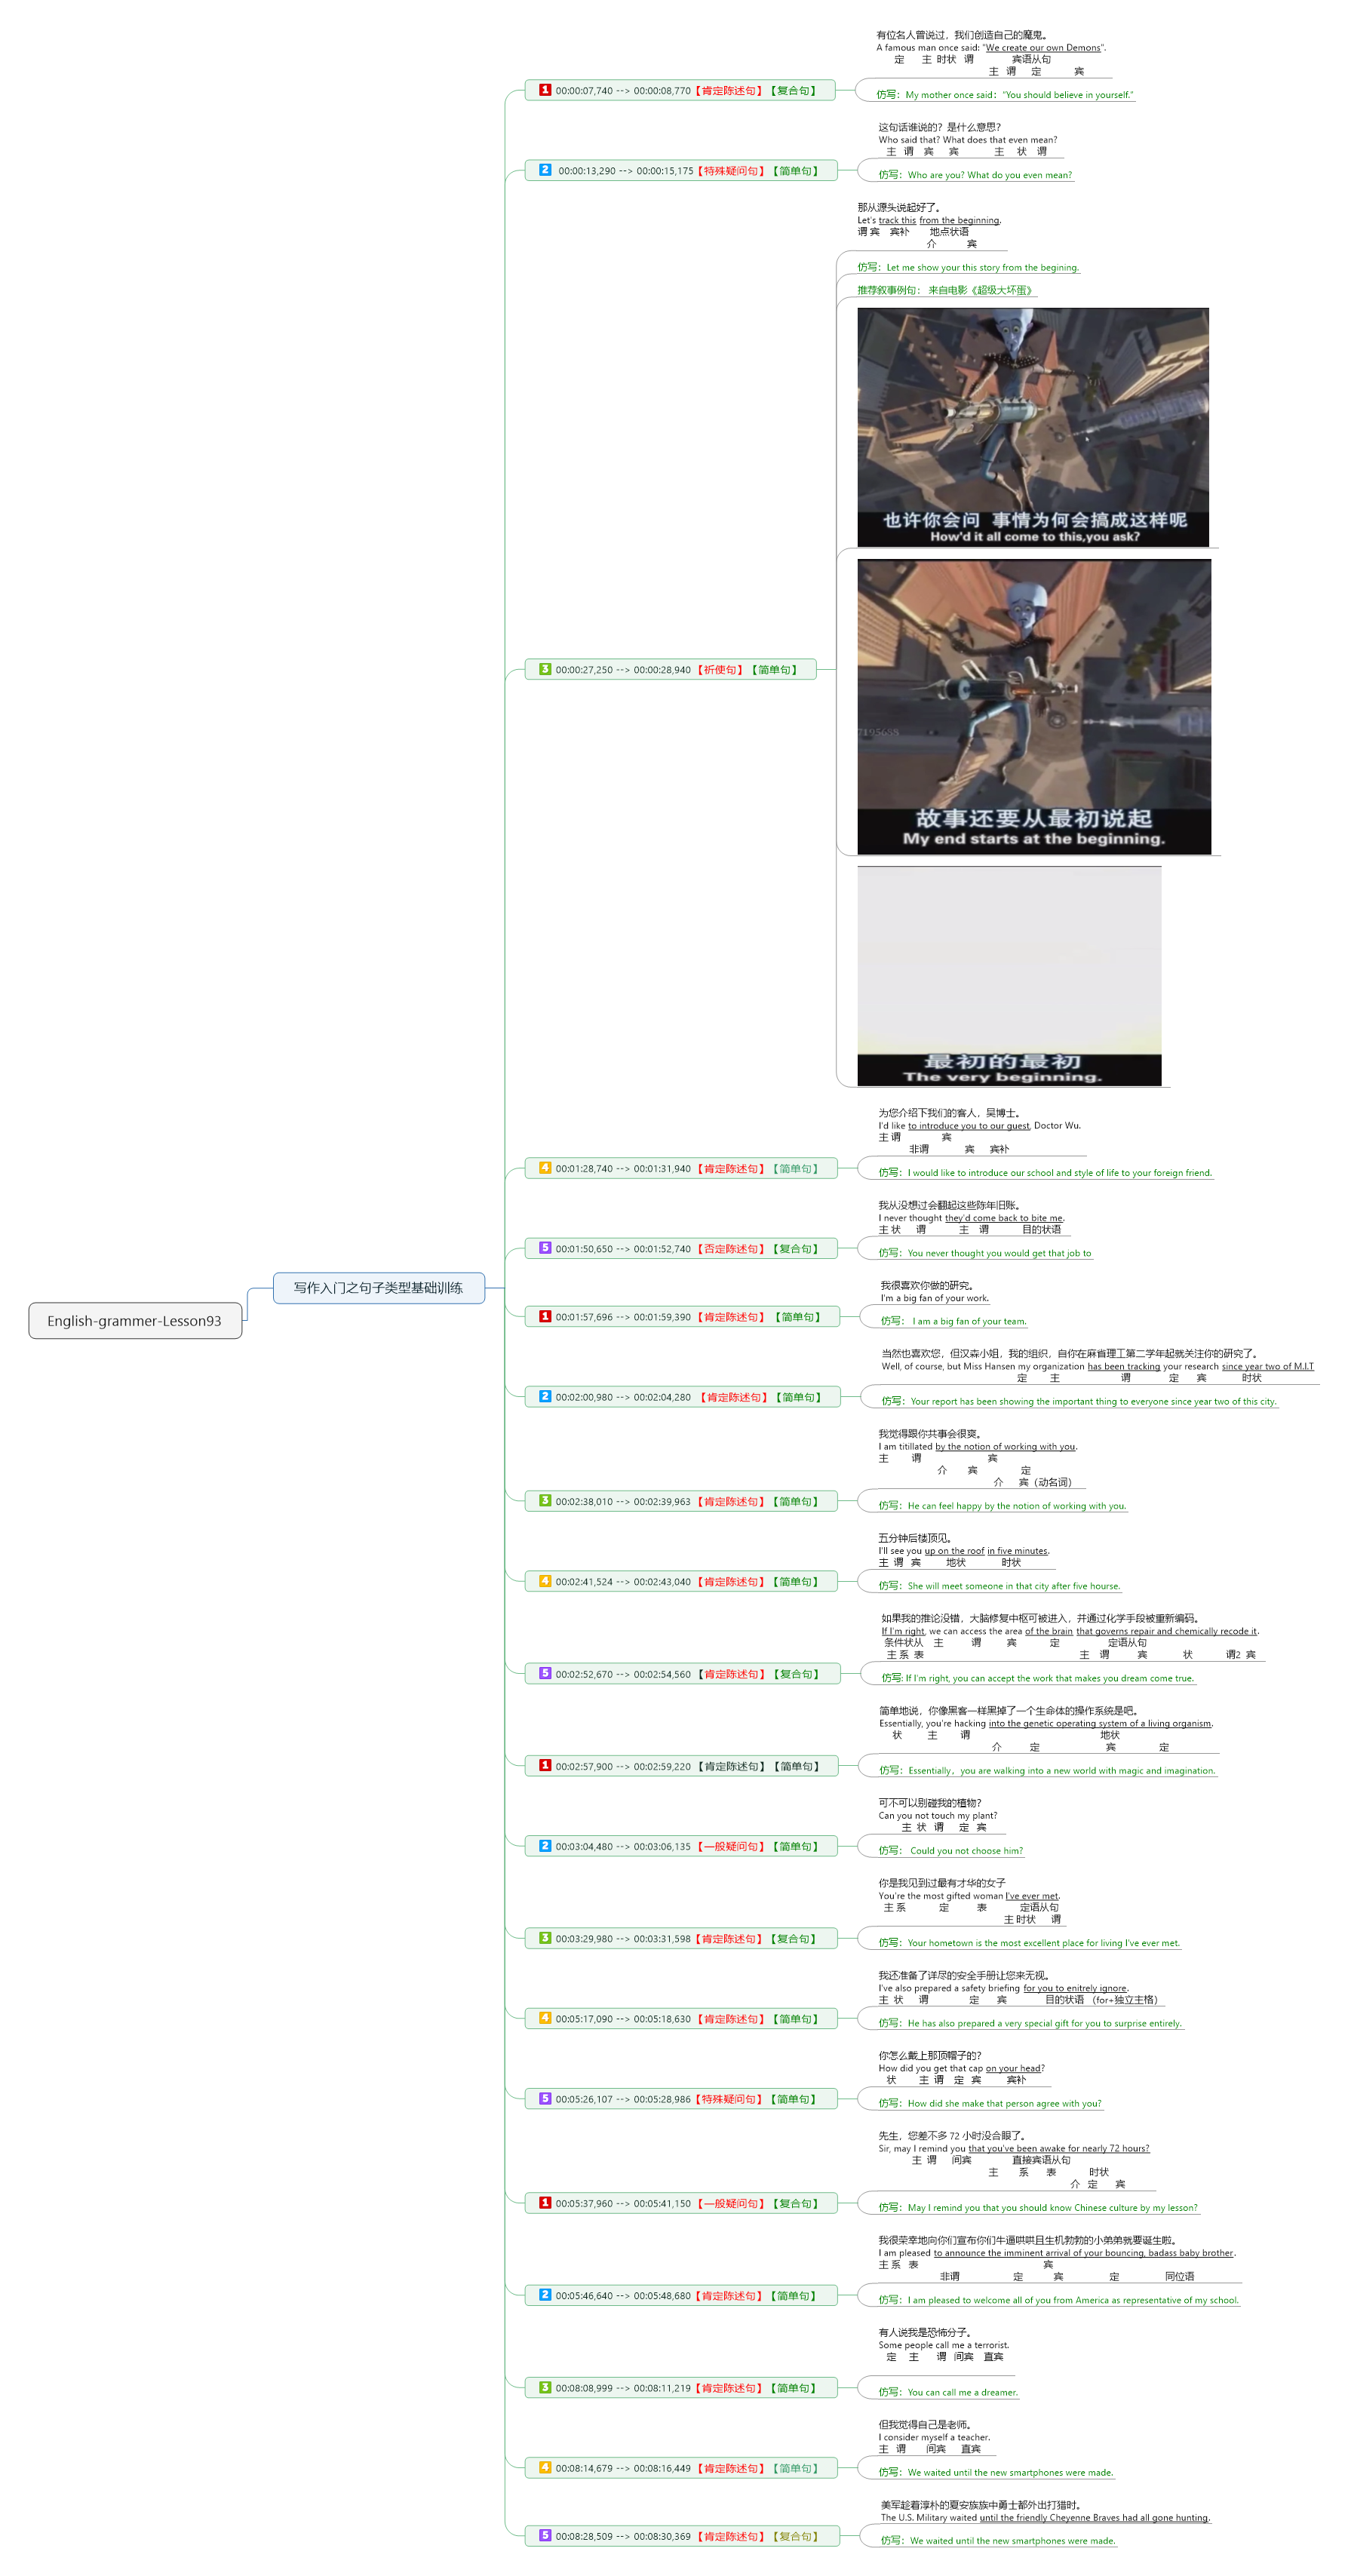 English-grammer-Lesson93
写作入门之句子类型基础训练
1 00:00:07,740 --> 00:00:08,770【肯定陈述句】【复合句】
有位名人曾说过，我们创造自己的魔鬼。
A famous man once said: "We create our own Demons".
定 主 时状 谓 宾语从句
主 谓 定 宾
仿写：My mother once said："You should believe in yourself."
2 00:00:13,290 --> 00:00:15,175【特殊疑问句】【简单句】
这句话谁说的？是什么意思？
Who said that? What does that even mean?
主 谓 宾 宾 主 状 谓
仿写：Who are you? What do you even mean?
3 00:00:27,250 --> 00:00:28,940 【祈使句】【简单句】
那从源头说起好了。
Let's track this from the beginning.
谓 宾 宾补 地点状语
介 宾
仿写：Let me show your this story from the begining.
推荐叙事例句： 来自电影《超级大坏蛋》
也许你会问 事情为何会搞成这样呢
How'd it all come to this,you ask?
7195658
故事还要从最初说起
My end starts at the beginning.
最初的最初
The very beginning.
4 00:01:28,740 --> 00:01:31,940 【肯定陈述句】【简单句】
为您介绍下我们的客人，吴博士。
I'd like to introduce you to our guest, Doctor Wu.
主 谓 宾
非谓 宾 宾补
仿写：I would like to introduce our school and style of life to your foreign friend.
5 00:01:50,650 --> 00:01:52,740 【否定陈述句】【复合句】
我从没想过会翻起这些陈年旧账。
I never thought they'd come back to bite me.
主 状 谓 主 谓 目的状语
仿写：You never thought you would get that job to
1 00:01:57,696 --> 00:01:59,390 【肯定陈述句】【简单句】
我很喜欢你做的研究。
I'm a big fan of your work.
仿写： I am a big fan of your team.
2 00:02:00,980 --> 00:02:04,280 【肯定陈述句】【简单句】
当然也喜欢您，但汉森小姐，我的组织，自你在麻省理工第二学年起就关注你的研究了。
Well, of course, but Miss Hansen my organization has been tracking your research since year two of M.I.T
定 主 谓 定 宾 时状
仿写：Your report has been showing the important thing to everyone since year two of this city.
3 00:02:38,010 --> 00:02:39,963 【肯定陈述句】【简单句】
我觉得跟你共事会很爽。
I am titillated by the notion of working with you.
主 谓 宾
介 宾 定
介 宾（动名词）
仿写：He can feel happy by the notion of working with you.
4 00:02:41,524 --> 00:02:43,040 【肯定陈述句】【简单句】
五分钟后楼顶见。
I'll see you up on the roof in five minutes.
主 谓 宾 地状 时状
仿写：She will meet someone in that city after five hourse.
5 00:02:52,670 --> 00:02:54,560 【肯定陈述句】【复合句】
如果我的推论没错，大脑修复中枢可被进入，并通过化学手段被重新编码。
If I'm right, we can access the area of the brain that governs repair and chemically recode it.
条件状从 主 谓 宾 定 定语从句
主 系 表 主 谓 宾 状 谓2 宾
仿写: If I'm right, you can accept the work that makes you dream come true.
1 00:02:57,900 --> 00:02:59,220 【肯定陈述句】【简单句】
简单地说，你像黑客一样黑掉了一个生命体的操作系统是吧。
Essentially, you're hacking into the genetic operating system of a living organism.
状 主 谓 地状
介 定 宾 定
仿写：Essentially，you are walking into a new world with magic and imagination.
2 00:03:04,480 --> 00:03:06,135 【一般疑问句】【简单句】
可不可以别碰我的植物？
Can you not touch my plant?
主 状 谓 定 宾
仿写： Could you not choose him?
3 00:03:29,980 --> 00:03:31,598【肯定陈述句】【复合句】
你是我见到过最有才华的女子
You're the most gifted woman I've ever met.
主 系 定 表 定语从句
主 时状 谓
仿写：Your hometown is the most excellent place for living I've ever met.
4 00:05:17,090 --> 00:05:18,630 【肯定陈述句】【简单句】
我还准备了详尽的安全手册让您来无视。
I've also prepared a safety briefing for you to enitrely ignore.
主 状 谓 定 宾 目的状语 （for+独立主格）
仿写：He has also prepared a very special gift for you to surprise entirely.
5 00:05:26,107 --> 00:05:28,986【特殊疑问句】【简单句】
你怎么戴上那顶帽子的？
How did you get that cap on your head?
状 主 谓 定 宾 宾补
仿写：How did she make that person agree with you?
1 00:05:37,960 --> 00:05:41,150 【一般疑问句】【复合句】
先生，您差不多 72 小时没合眼了。
Sir, may I remind you that you've been awake for nearly 72 hours?
主 谓 间宾 直接宾语从句
主 系 表 时状
介 定 宾
仿写：May I remind you that you should know Chinese culture by my lesson?
2 00:05:46,640 --> 00:05:48,680【肯定陈述句】【简单句】
我很荣幸地向你们宣布你们牛逼哄哄且生机勃勃的小弟弟就要诞生啦。
I am pleased to announce the imminent arrival of your bouncing, badass baby brother.
主 系 表 宾
非谓 定 宾 定 同位语
仿写：I am pleased to welcome all of you from America as representative of my school.
3 00:08:08,999 --> 00:08:11,219【肯定陈述句】【简单句】
有人说我是恐怖分子。
Some people call me a terrorist.
定 主 谓 间宾 直宾
仿写：You can call me a dreamer.
4 00:08:14,679 --> 00:08:16,449 【肯定陈述句】【简单句】
但我觉得自己是老师。
I consider myself a teacher.
主 谓 间宾 直宾
仿写：We waited until the new smartphones were made.
5 00:08:28,509 --> 00:08:30,369 【肯定陈述句】【复合句】
美军趁着淳朴的夏安族族中勇士都外出打猎时。
The U.S. Military waited until the friendly Cheyenne Braves had all gone hunting.
仿写：We waited until the new smartphones were made.